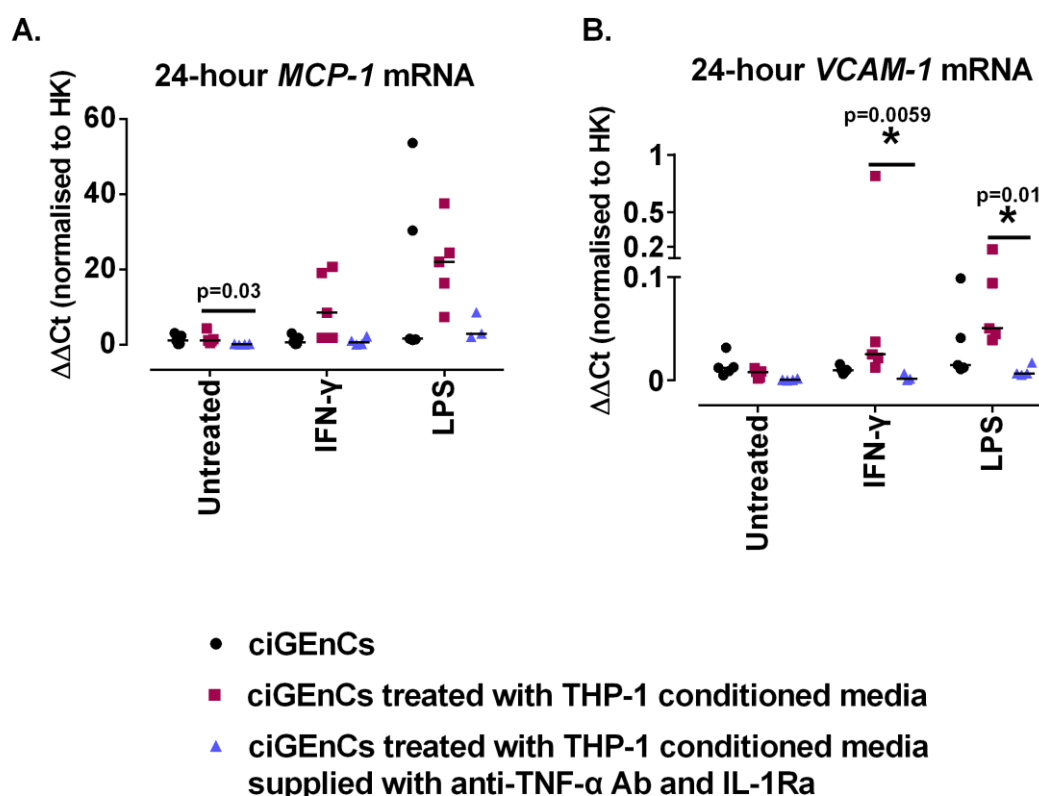 A.
24-hour MCP-1 mRNA
ΔΔCt (normalised to HK)
60
40
20
0
p=0.03
Untreated
IFN-γ
LPS
B.
24-hour VCAM-1 mRNA
ΔΔCt (normalised to HK)
1
0.5
0.2
0.1
0
p=0.0059
*
p=0.01
*
Untreated
IFN-γ
LPS
ciGEnCs
ciGEnCs treated with THP-1 conditioned media
ciGEnCs treated with THP-1 conditioned media
supplied with anti-TNF-α Ab and IL-1Ra